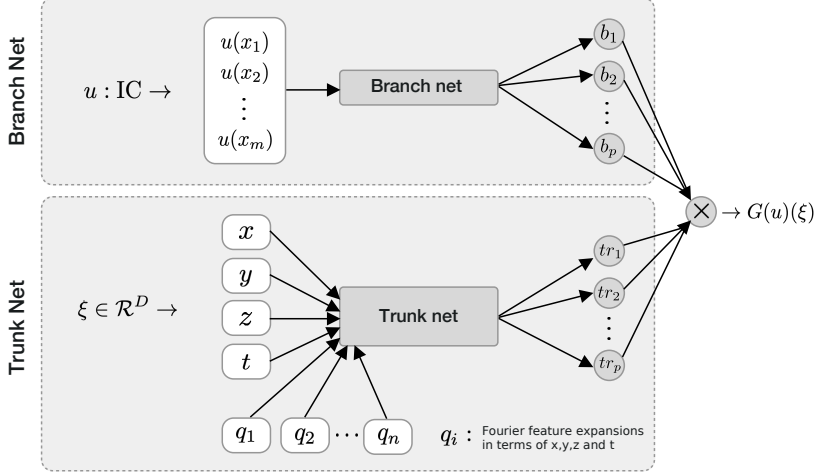 Branch Net
u : IC →
u(x₁)
u(x₂)
⋮
u(xₘ)
Branch net
b₁
b₂
⋮
bₚ
× → G(u)(ξ)
Trunk Net
ξ ∈ ℛᴰ →
x
y
z
t
q₁
q₂
⋯
qₙ
Trunk net
tr₁
tr₂
⋮
trₚ
qᵢ : Fourier feature expansions
in terms of x,y,z and t